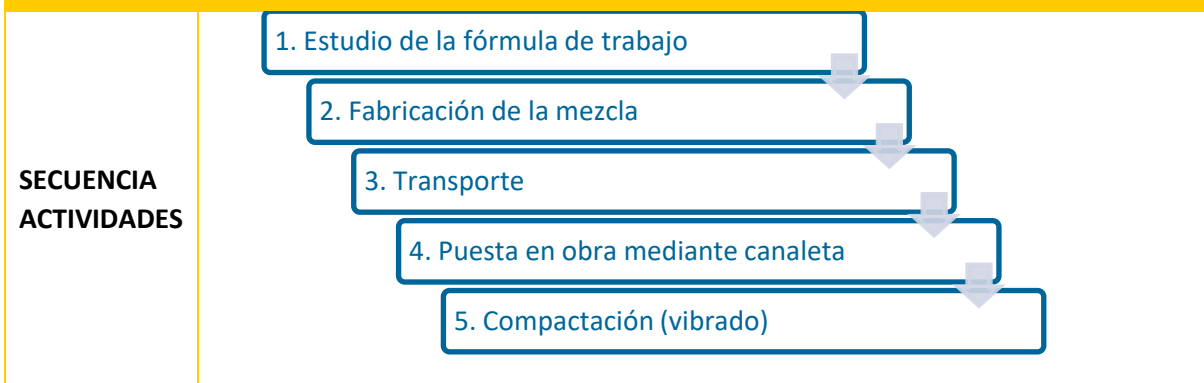 1. Estudio de la fórmula de trabajo
2. Fabricación de la mezcla
SECUENCIA
ACTIVIDADES
3. Transporte
4. Puesta en obra mediante canaleta
5. Compactación (vibrado)